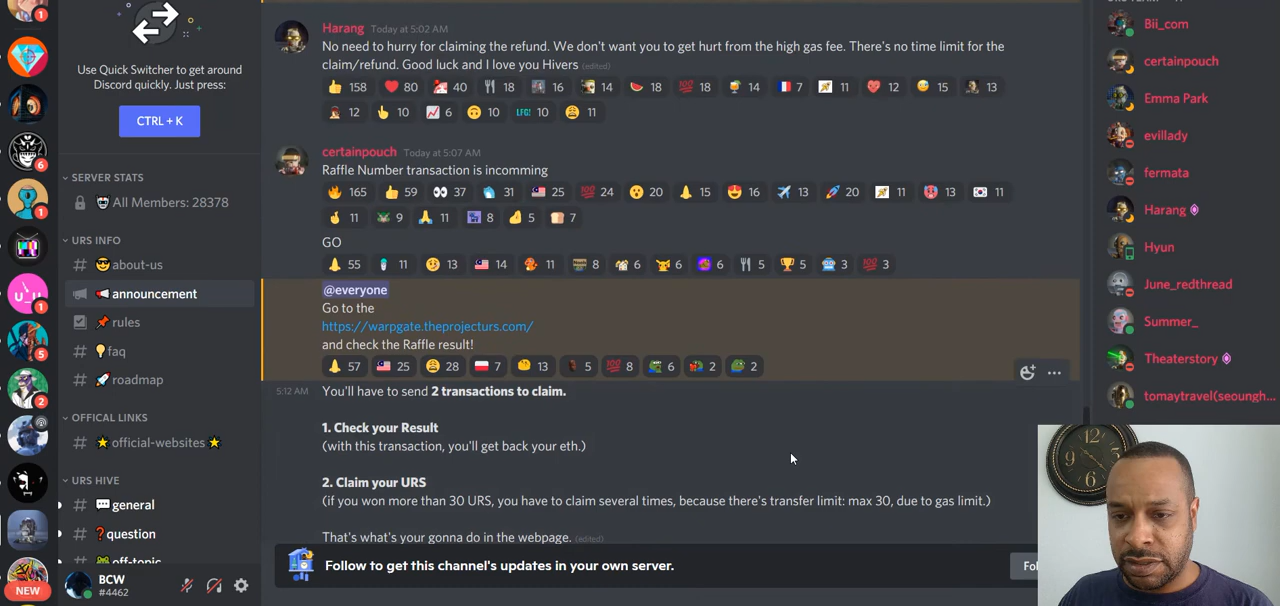 1
Use Quick Switcher to get around
Discord quickly. Just press:
CTRL + K
SERVER STATS
All Members: 28378
URS INFO
about-us
announcement
rules
faq
roadmap
OFFICAL LINKS
official-websites
URS HIVE
general
question
off-topic
BCW
#4462
6
1
1
5
2
NEW
Harang Today at 5:02 AM
No need to hurry for claiming the refund. We don't want you to get hurt from the high gas fee. There's no time limit for the
claim/refund. Good luck and I love you Hivers (edited)
158 80 40 18 16 14 18 18 14 7 11 12 15 13
12 10 6 10 LFG! 10 11
certainpouch Today at 5:07 AM
Raffle Number transaction is incoming
165 59 37 31 25 24 20 15 16 13 20 11 13 11
11 9 11 8 5 7
GO
55 11 13 14 11 8 6 6 6 5 5 3 3
@everyone
Go to the
https://warpgate.theprojecturs.com/
and check the Raffle result!
57 25 28 7 13 5 8 6 2 2
5:12 AM You'll have to send 2 transactions to claim.
1. Check your Result
(with this transaction, you'll get back your eth.)
2. Claim your URS
(if you won more than 30 URS, you have to claim several times, because there's transfer limit: max 30, due to gas limit.)
That's what's your gonna do in the webpage. (edited)
Follow to get this channel's updates in your own server.
Fol
Bii_com
certainpouch
Emma Park
evillady
fermata
Harang
Hyun
June_redthread
Summer_
Theaterstory
tomaytravel(seoungh...